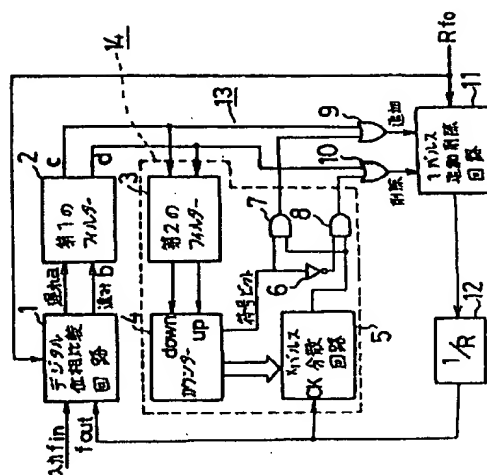 入力fin
fout
1
デジタル
位相比較
回路
遅れa
進みb
2
第1の
フィルター
c
d
13
14
3
第2の
フィルター
4
down
up
カウンター
符号ビット
Xパルス
CK分散
回路
5
6
7
8
9
追加
10
削除
Rfo
11
1パルス
追加削除
回路
12
1/R